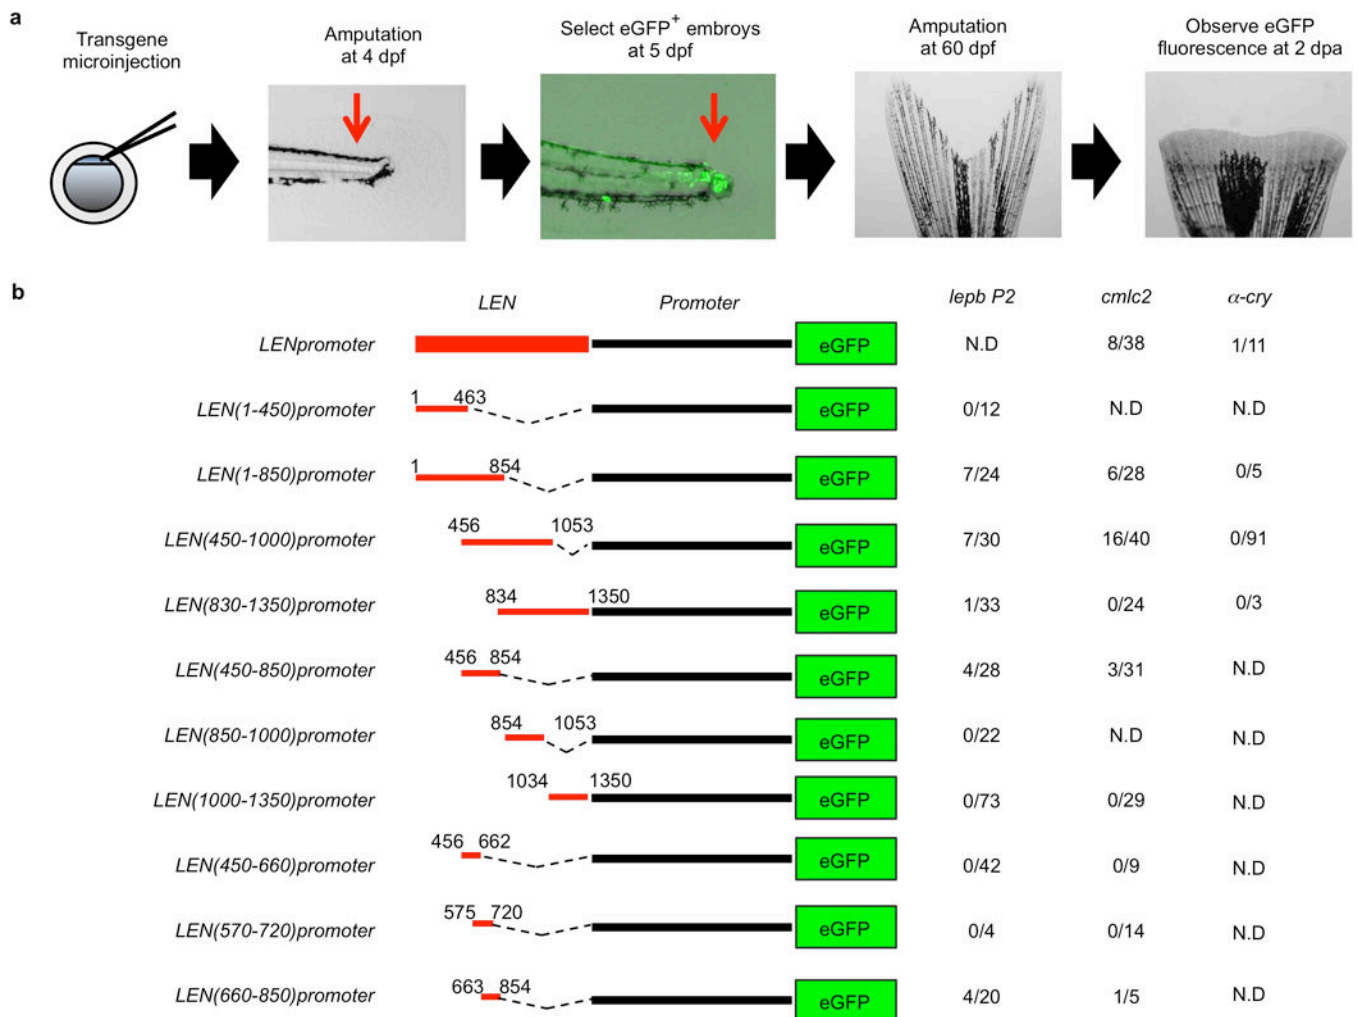 a
Transgene
microinjection
Amputation
at 4 dpf
Select eGFP+ embroys
at 5 dpf
Amputation
at 60 dpf
Observe eGFP
fluorescence at 2 dpa
b
LEN Promoter lepb P2 cmlc2 α-cry
LENpromoter eGFP N.D 8/38 1/11
1 463
LEN(1-450)promoter eGFP 0/12 N.D N.D
1 854
LEN(1-850)promoter eGFP 7/24 6/28 0/5
456 1053
LEN(450-1000)promoter eGFP 7/30 16/40 0/91
834 1350
LEN(830-1350)promoter eGFP 1/33 0/24 0/3
456 854
LEN(450-850)promoter eGFP 4/28 3/31 N.D
854 1053
LEN(850-1000)promoter eGFP 0/22 N.D N.D
1034 1350
LEN(1000-1350)promoter eGFP 0/73 0/29 N.D
456 662
LEN(450-660)promoter eGFP 0/42 0/9 N.D
575 720
LEN(570-720)promoter eGFP 0/4 0/14 N.D
663 854
LEN(660-850)promoter eGFP 4/20 1/5 N.D